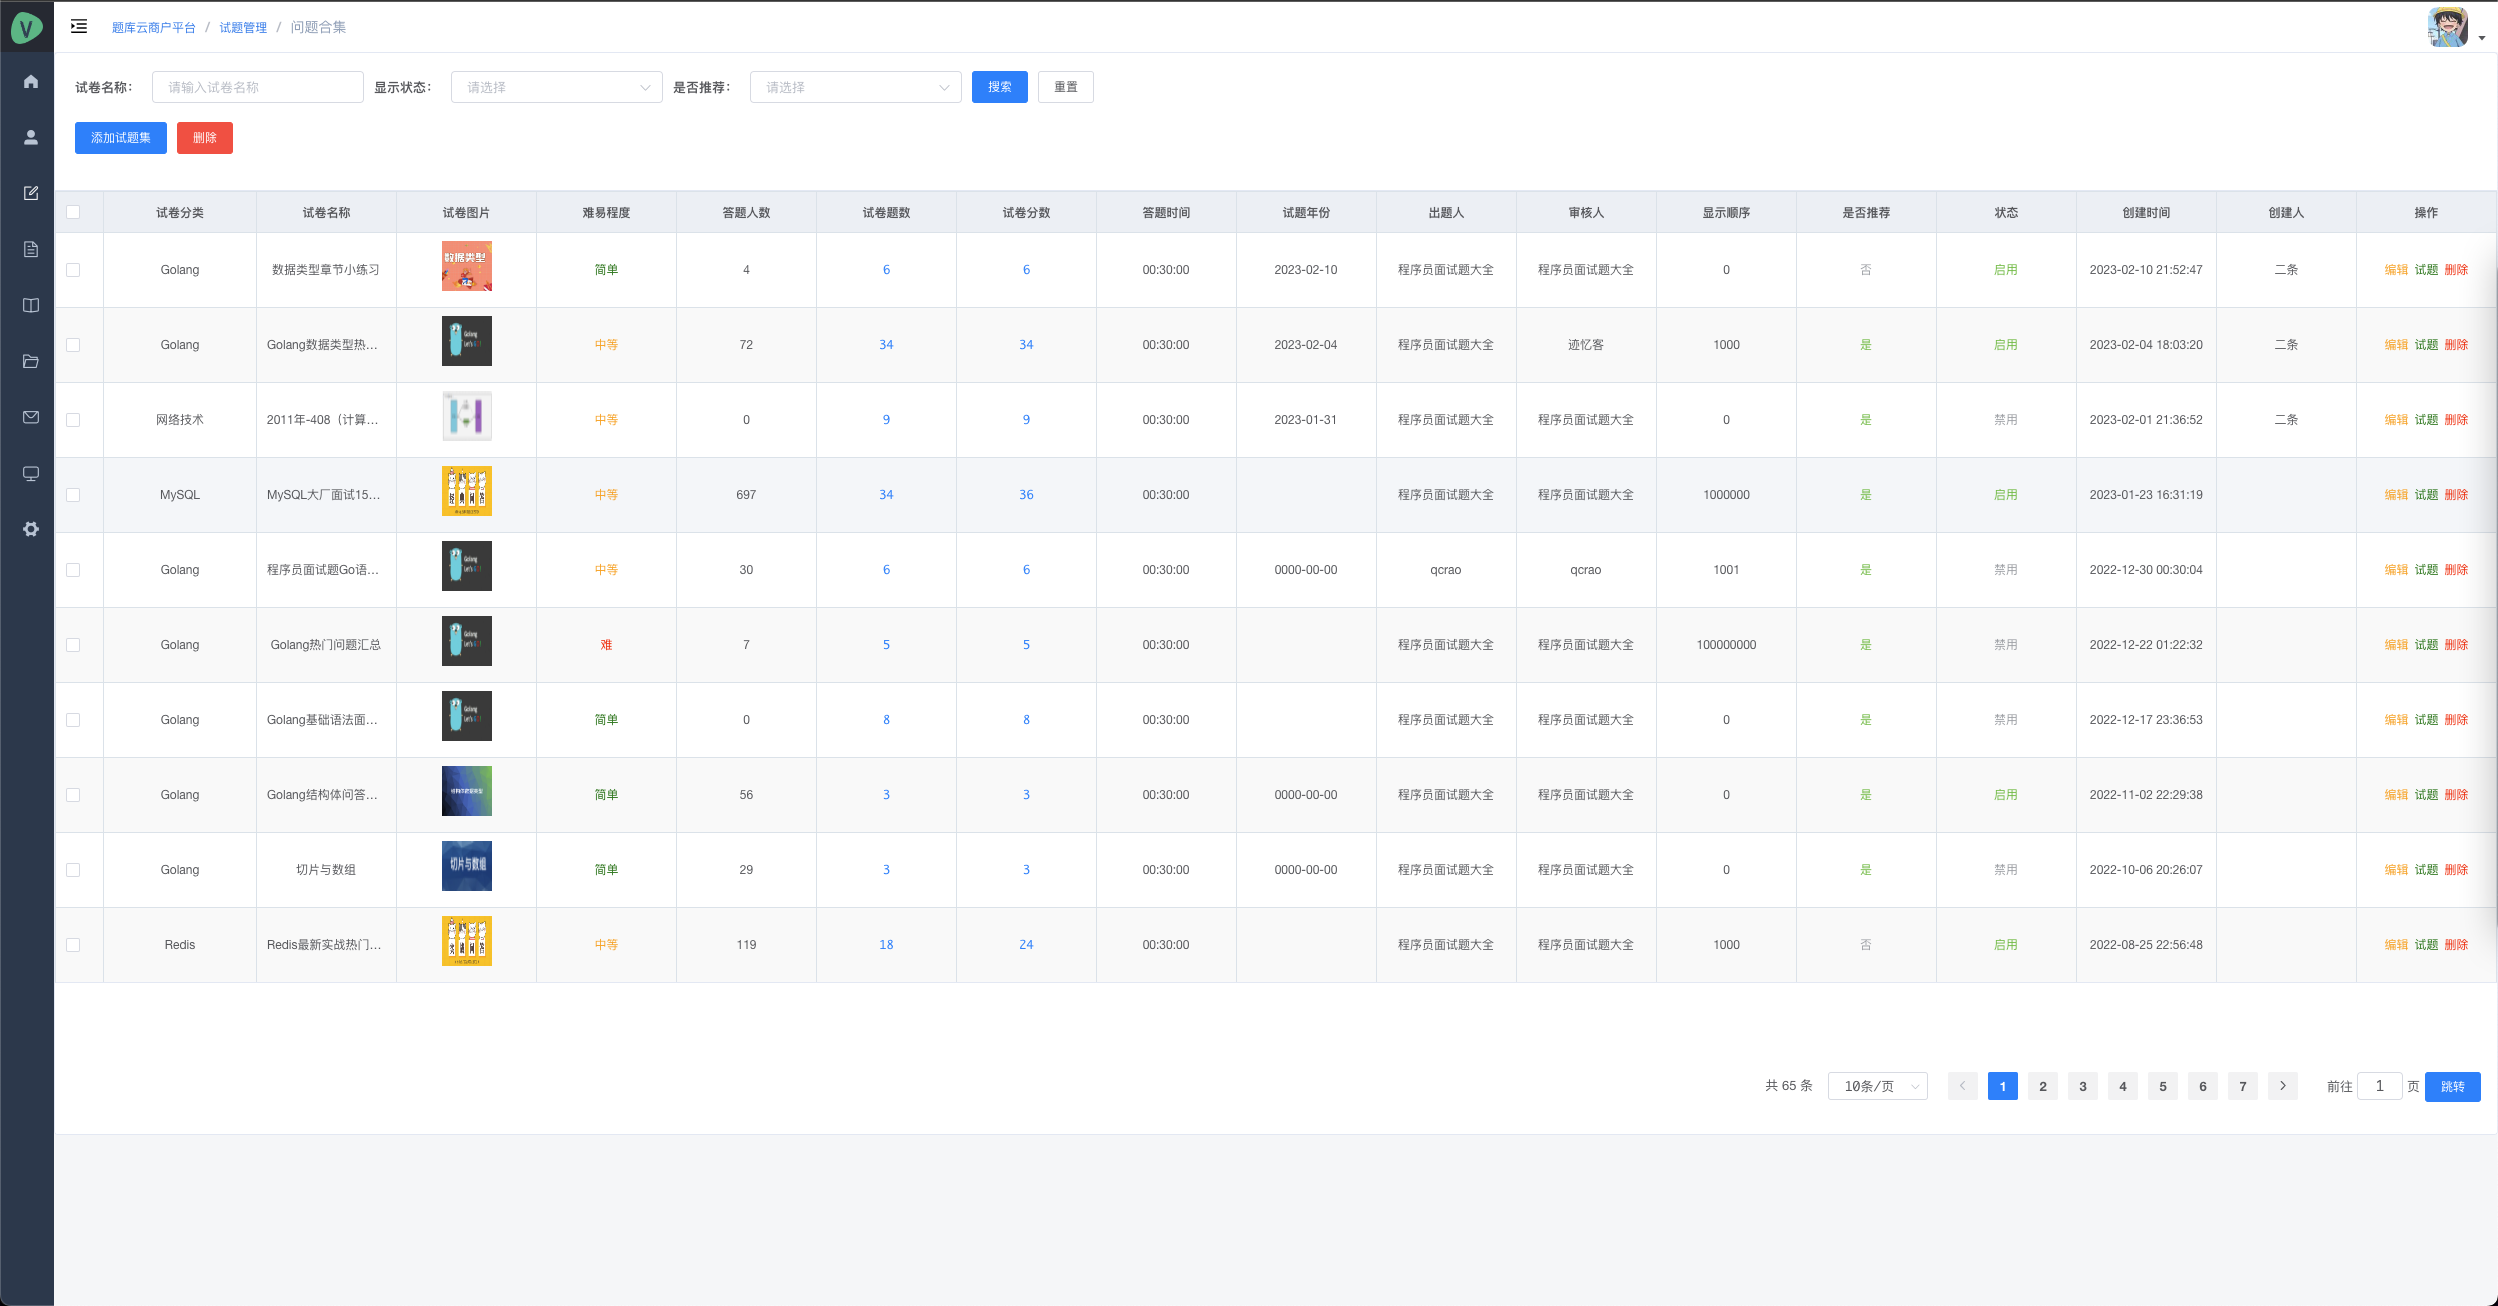 题库云商户平台 / 试题管理 / 问题合集
试卷名称： 请输入试卷名称 显示状态： 请选择 是否推荐： 请选择 搜索 重置
添加试题集 删除
试卷分类 试卷名称 试卷图片 难易程度 答题人数 试卷题数 试卷分数 答题时间 试题年份 出题人 审核人 显示顺序 是否推荐 状态 创建时间 创建人 操作
Golang 数据类型章节小练习 数据类型 简单 4 6 6 00:30:00 2023-02-10 程序员面试题大全 程序员面试题大全 0 否 启用 2023-02-10 21:52:47 二条 编辑 试题 删除
Golang Golang数据类型热... Golang Let's GO! 中等 72 34 34 00:30:00 2023-02-04 程序员面试题大全 迹忆客 1000 是 启用 2023-02-04 18:03:20 二条 编辑 试题 删除
网络技术 2011年-408（计算... 中等 0 9 9 00:30:00 2023-01-31 程序员面试题大全 程序员面试题大全 0 是 禁用 2023-02-01 21:36:52 二条 编辑 试题 删除
MySQL MySQL大厂面试15... 中等 697 34 36 00:30:00 程序员面试题大全 程序员面试题大全 1000000 是 启用 2023-01-23 16:31:19 编辑 试题 删除
Golang 程序员面试题Go语... Golang Let's GO! 中等 30 6 6 00:30:00 0000-00-00 qcrao qcrao 1001 是 禁用 2022-12-30 00:30:04 编辑 试题 删除
Golang Golang热门问题汇总 Golang Let's GO! 难 7 5 5 00:30:00 程序员面试题大全 程序员面试题大全 100000000 是 禁用 2022-12-22 01:22:32 编辑 试题 删除
Golang Golang基础语法面... Golang Let's GO! 简单 0 8 8 00:30:00 程序员面试题大全 程序员面试题大全 0 是 禁用 2022-12-17 23:36:53 编辑 试题 删除
Golang Golang结构体问答... 简单 56 3 3 00:30:00 0000-00-00 程序员面试题大全 程序员面试题大全 0 是 启用 2022-11-02 22:29:38 编辑 试题 删除
Golang 切片与数组 切片与数组 简单 29 3 3 00:30:00 0000-00-00 程序员面试题大全 程序员面试题大全 0 是 禁用 2022-10-06 20:26:07 编辑 试题 删除
Redis Redis最新实战热门... 中等 119 18 24 00:30:00 程序员面试题大全 程序员面试题大全 1000 否 启用 2022-08-25 22:56:48 编辑 试题 删除
共 65 条 10条/页 1 2 3 4 5 6 7 前往 1 页 跳转